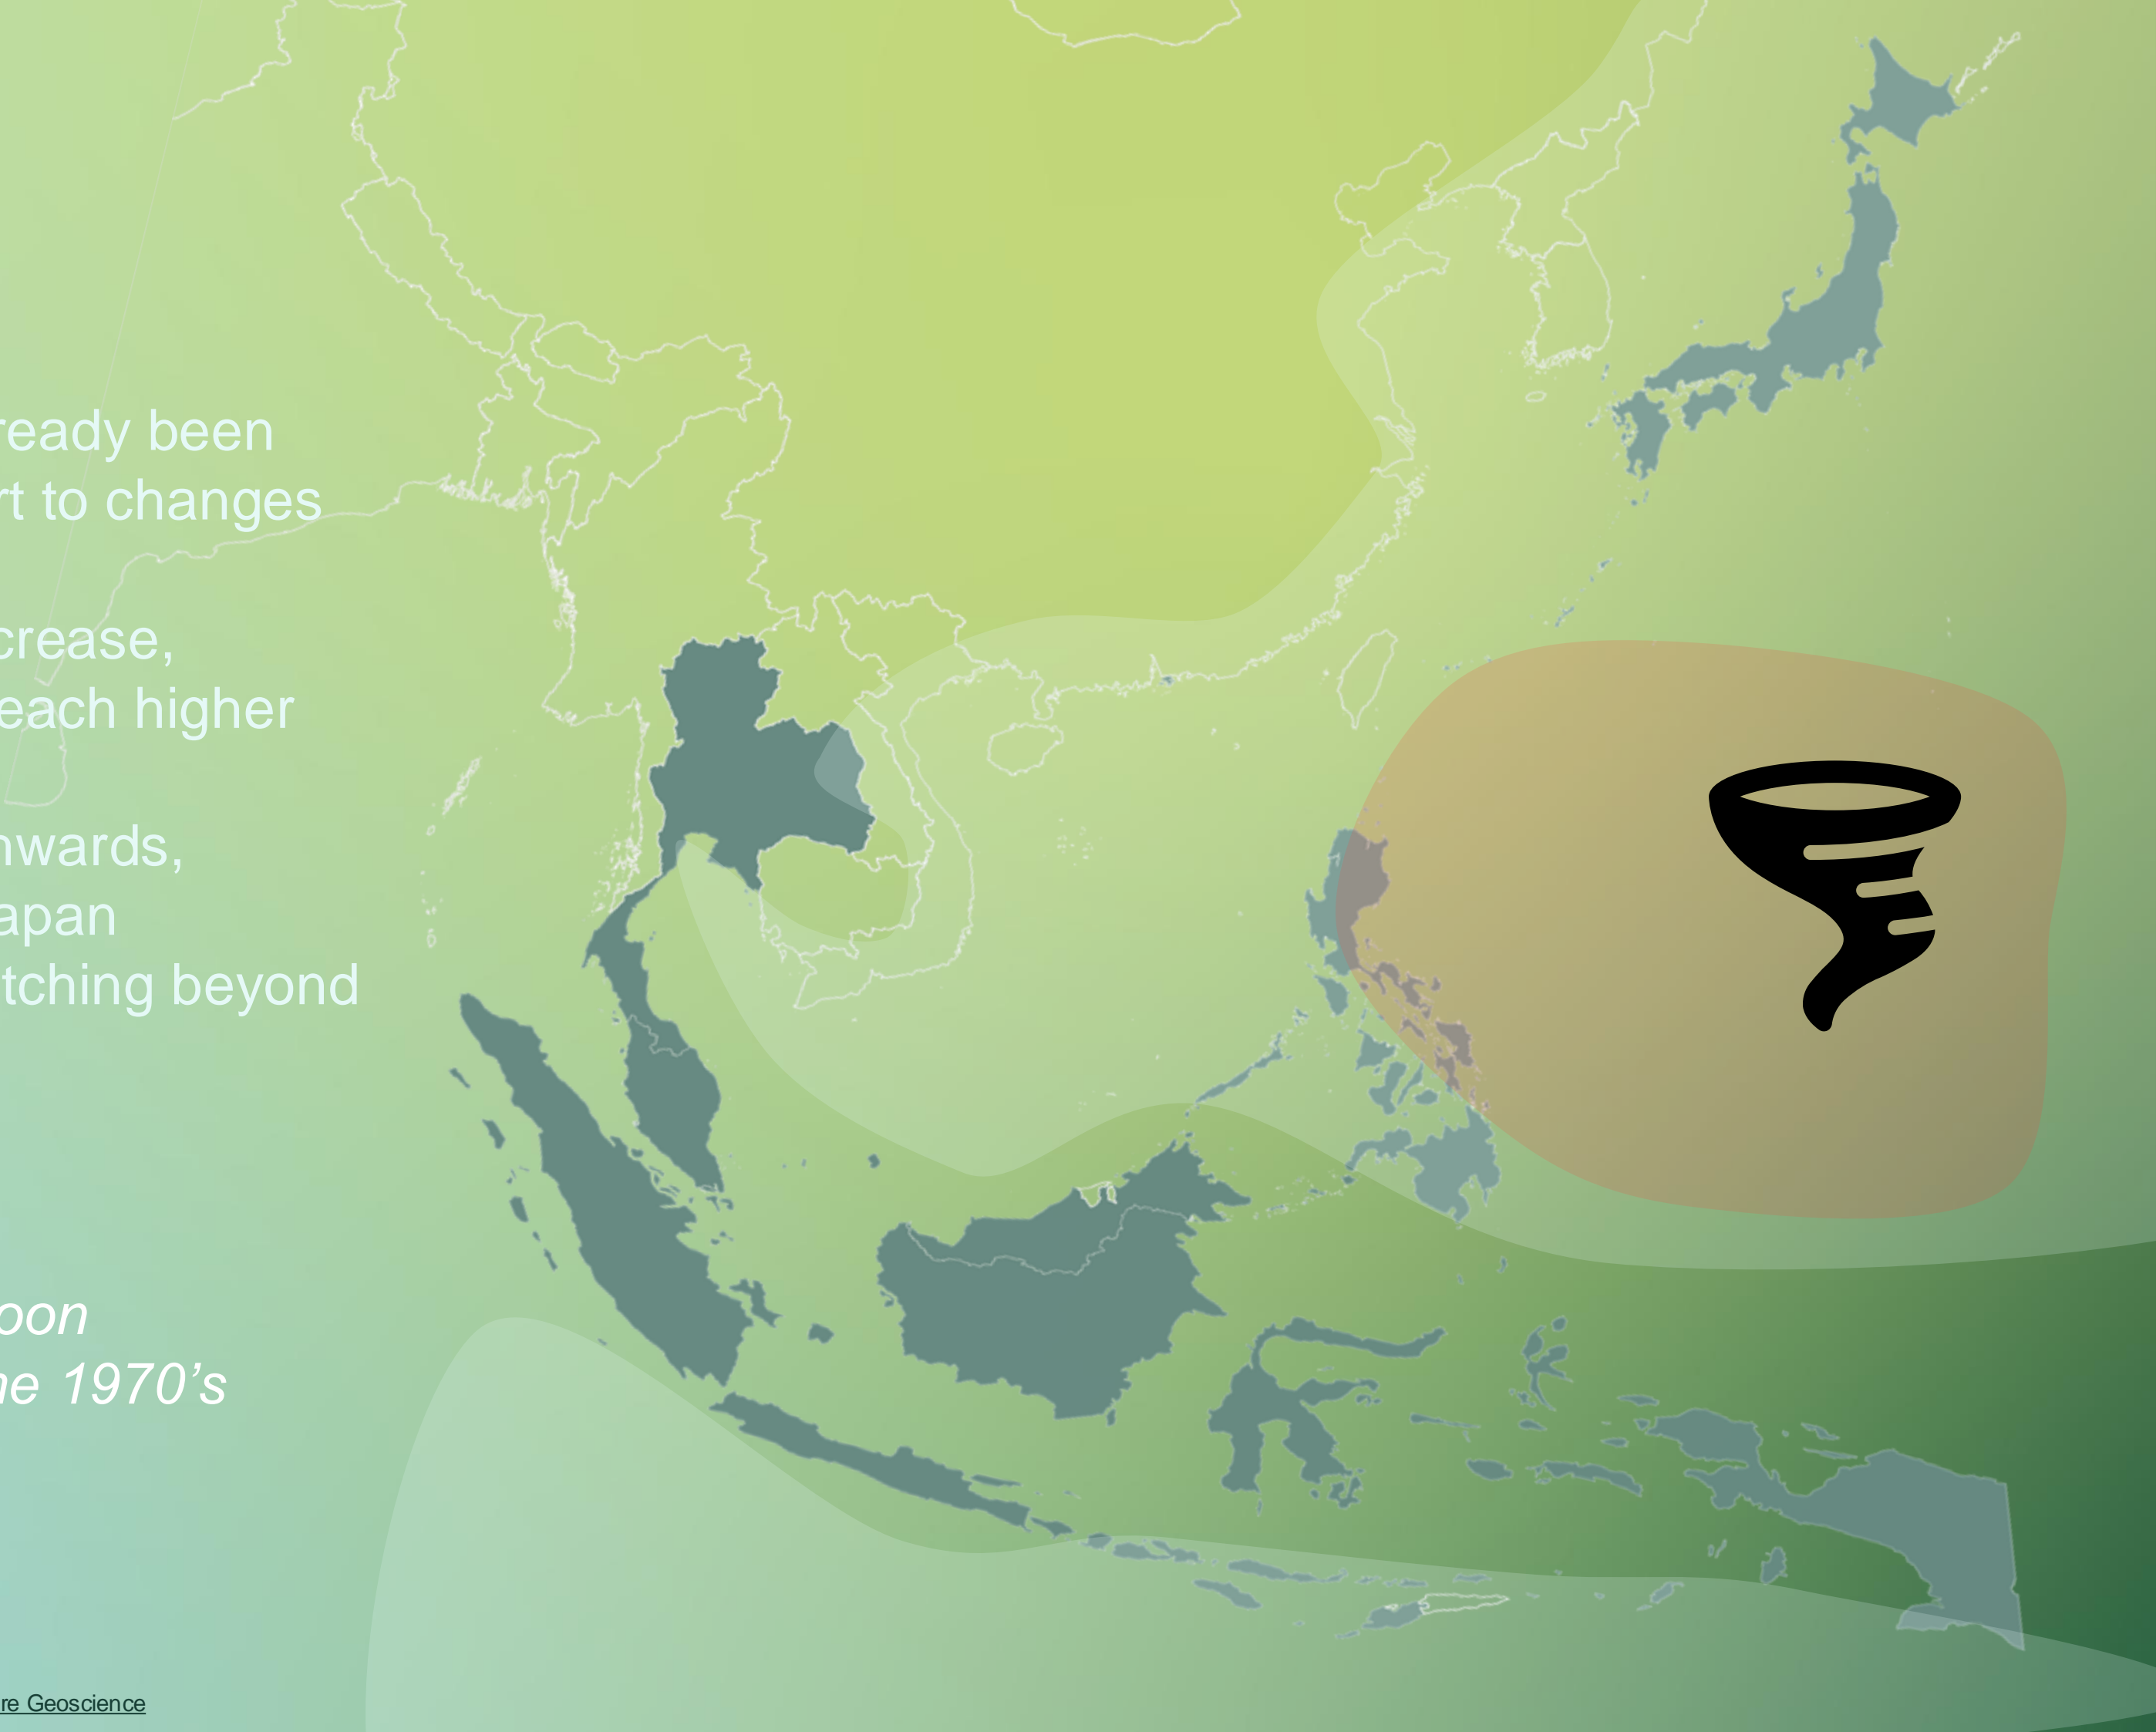 ready been
rt to changes
crease,
each higher
nwards,
apan
tching beyond
oon
ne 1970’s
re Geoscience